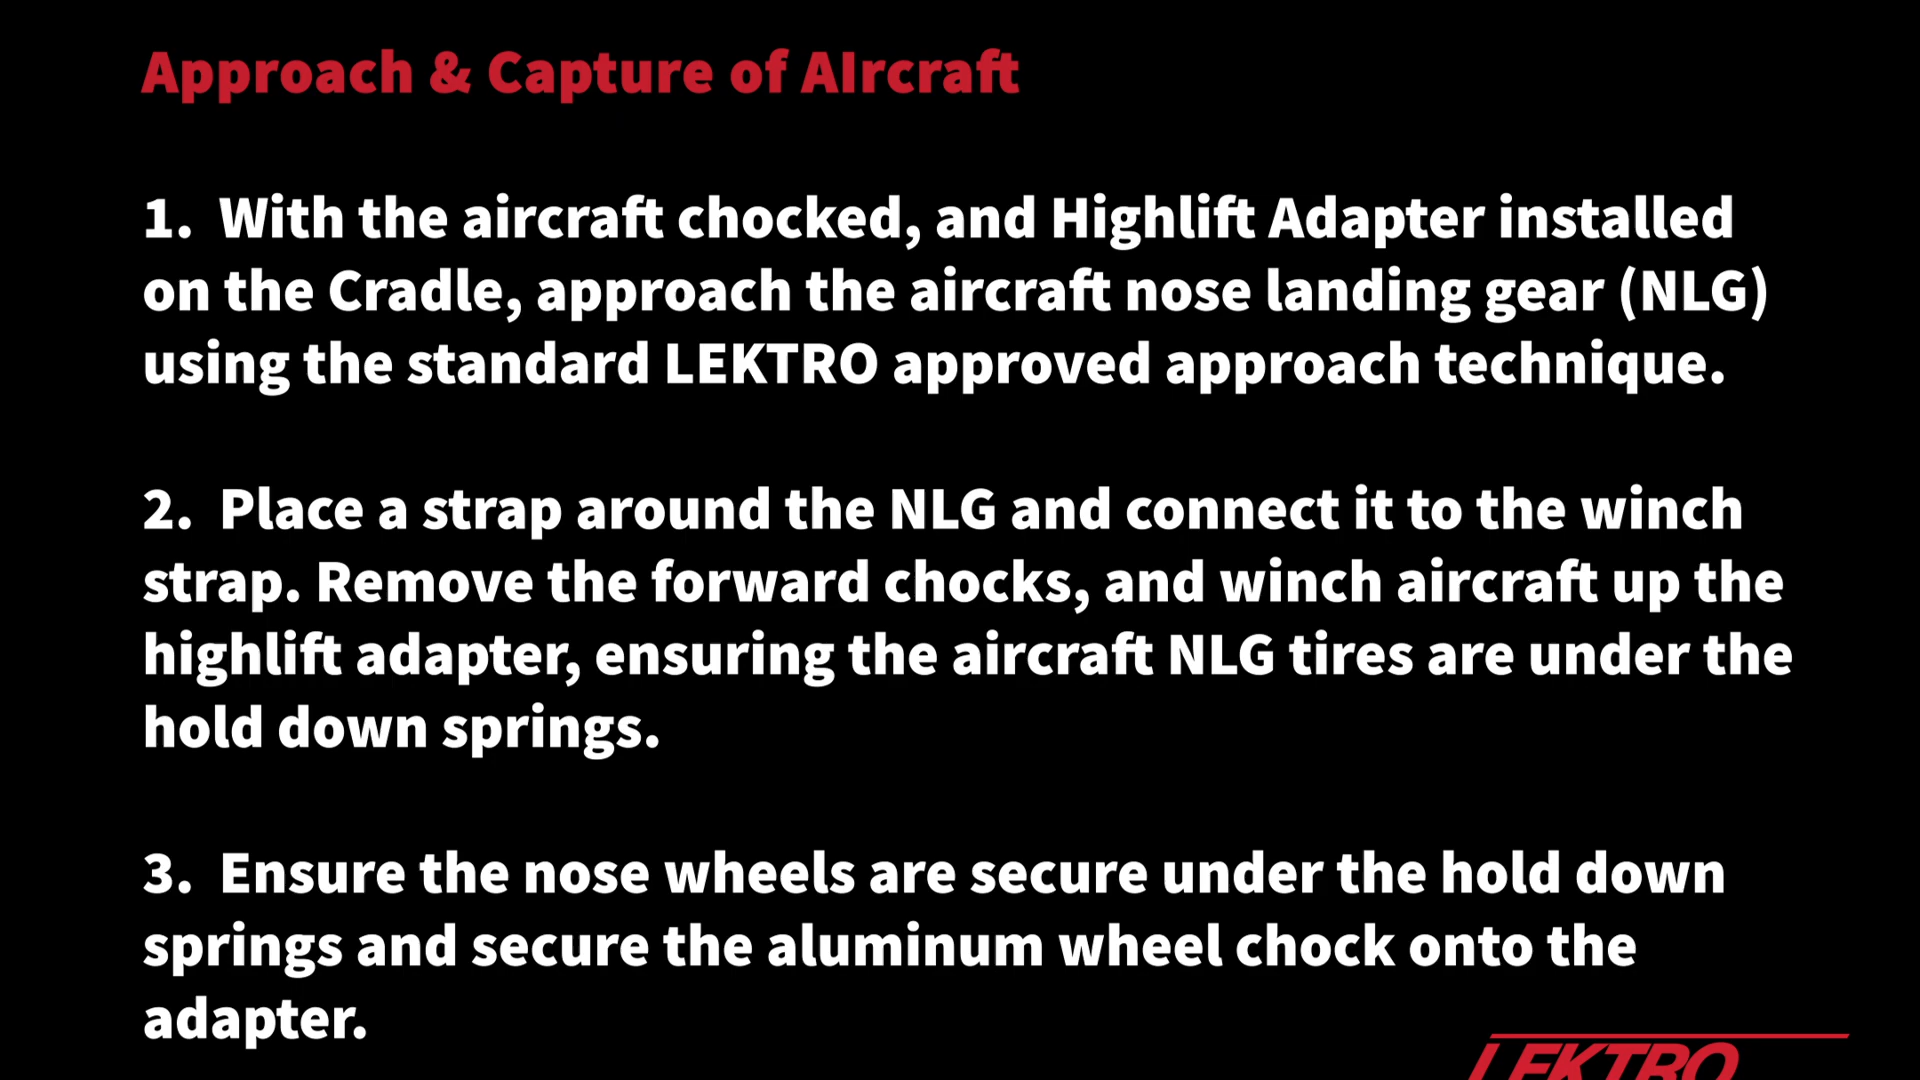 Approach & Capture of AIrcraft
1. With the aircraft chocked, and Highlift Adapter installed
on the Cradle, approach the aircraft nose landing gear (NLG)
using the standard LEKTRO approved approach technique.
2. Place a strap around the NLG and connect it to the winch
strap. Remove the forward chocks, and winch aircraft up the
highlift adapter, ensuring the aircraft NLG tires are under the
hold down springs.
3. Ensure the nose wheels are secure under the hold down
springs and secure the aluminum wheel chock onto the
adapter.
LEKTRO